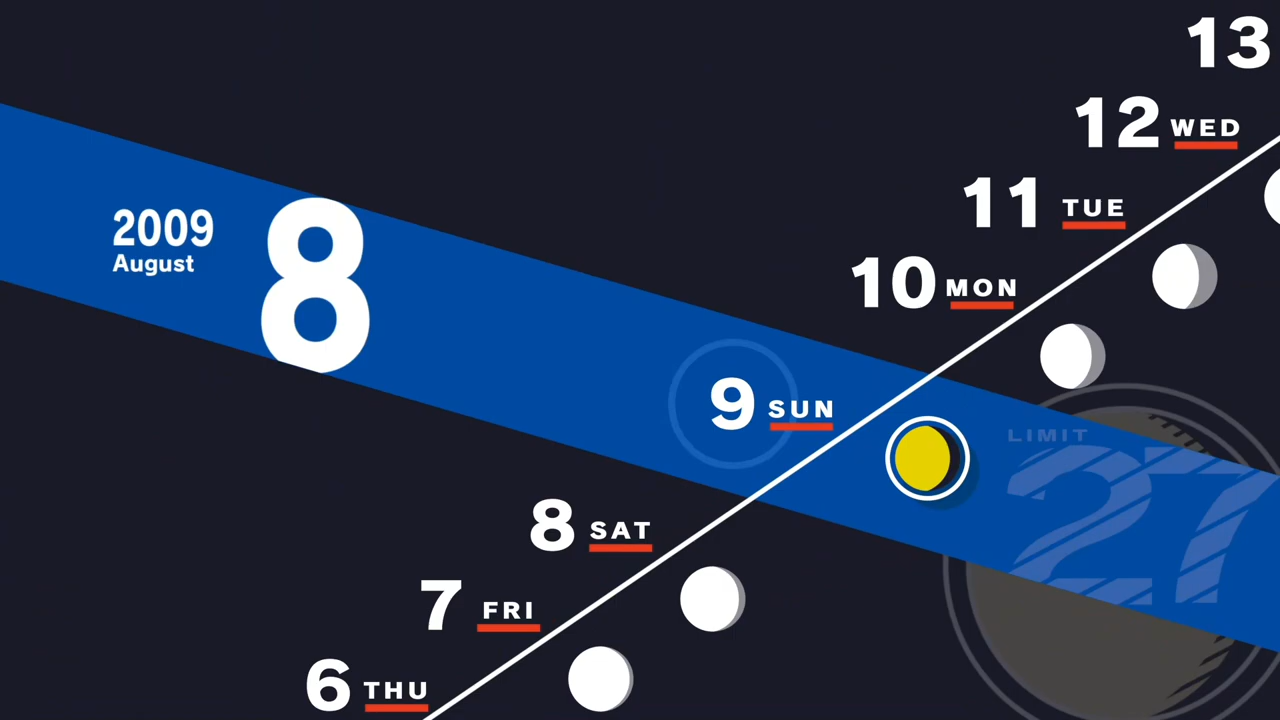 13
12 WED
11 TUE
10 MON
2009
August
8
9 SUN
LIMIT
27
8 SAT
7 FRI
6 THU